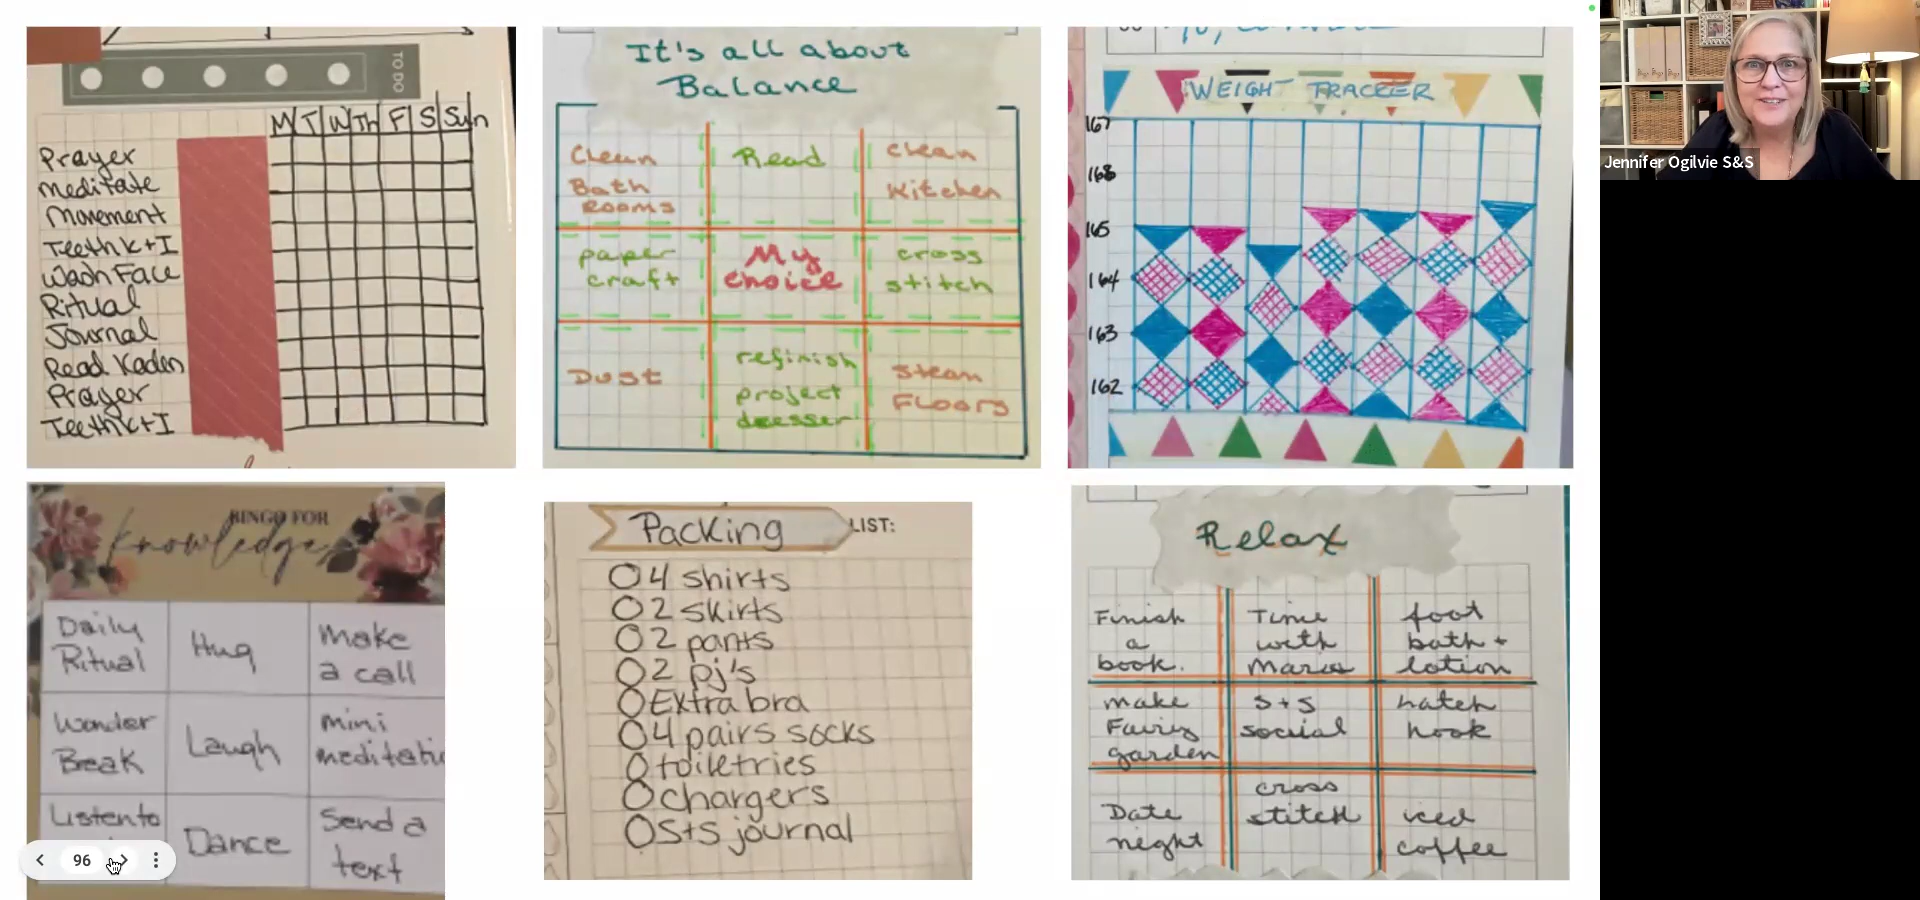 TO DO
M T W Th F S Sun
Prayer
Meditate
Movement
Teeth K+I
Wash Face
Ritual
Journal
Read Kaden
Prayer
Teeth K+I
It's all about
Balance
Clean
Bath
Rooms
Read
Clean
Kitchen
paper
craft
My
choice
cross
stitch
Dust
refinish
project
dresser
Steam
Floors
WEIGHT TRACKER
167
168
165
164
163
162
Jennifer Ogilvie S&S
BINGO FOR
knowledge
Daily
Ritual
Hug
make
a call
Wonder
Break
Laugh
mini
meditatio
Listen to
Dance
Send a
text
96
Packing LIST:
4 shirts
2 skirts
2 pants
2 pj's
Extra bra
4 pairs socks
toiletries
chargers
S+S journal
Relax
Finish
a
book.
Time
with
foot
bath +
lotion
make
Fairy
garden
S+S
social
hatch
hook
Date
night
cross
stitch
iced
coffee